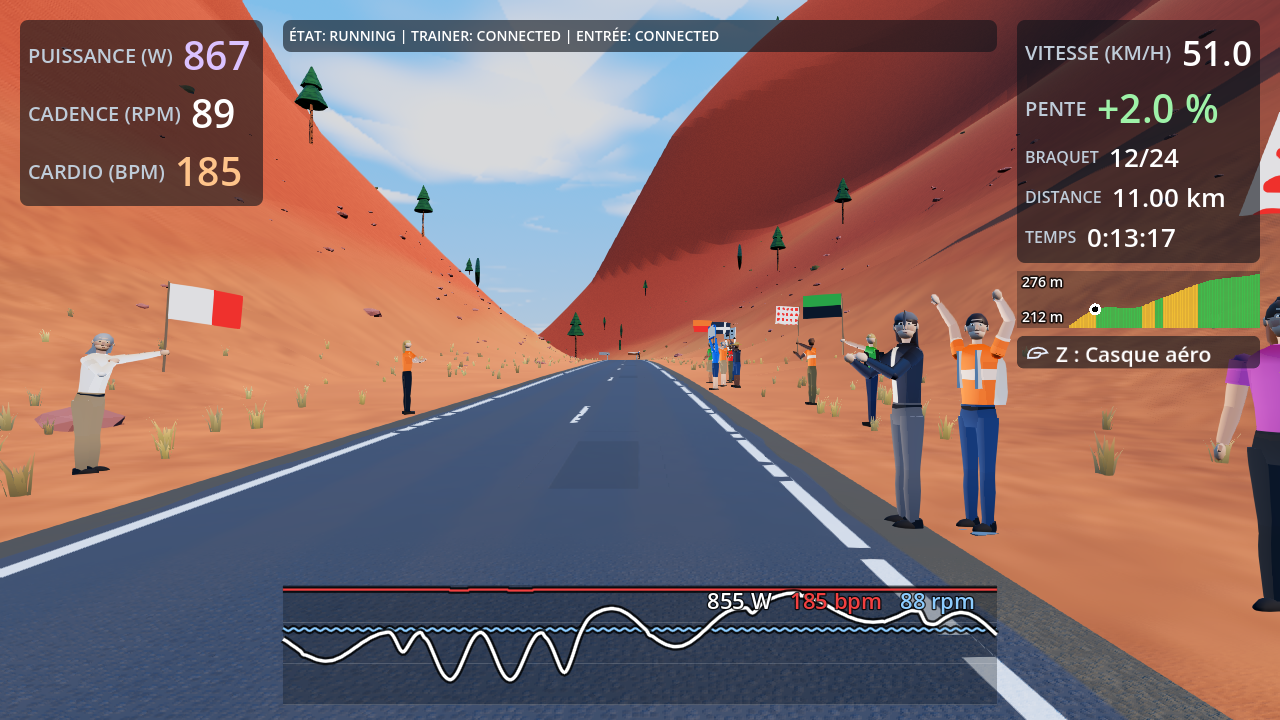 PUISSANCE (W) 867
CADENCE (RPM) 89
CARDIO (BPM) 185
ÉTAT: RUNNING | TRAINER: CONNECTED | ENTRÉE: CONNECTED
VITESSE (KM/H) 51.0
PENTE +2.0 %
BRAQUET 12/24
DISTANCE 11.00 km
TEMPS 0:13:17
276 m
212 m
Z : Casque aéro
855 W 185 bpm 88 rpm